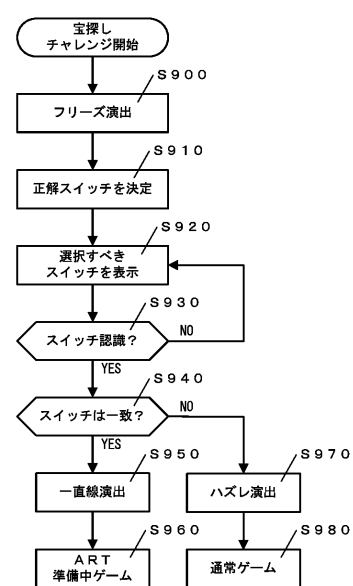 宝探し
チャレンジ開始
S900
フリーズ演出
S910
正解スイッチを決定
S920
選択すべき
スイッチを表示
S930
スイッチ認識？
NO
YES
S940
スイッチは一致？
NO
YES
S950
一直線演出
S970
ハズレ演出
S960
ART
準備中ゲーム
S980
通常ゲーム